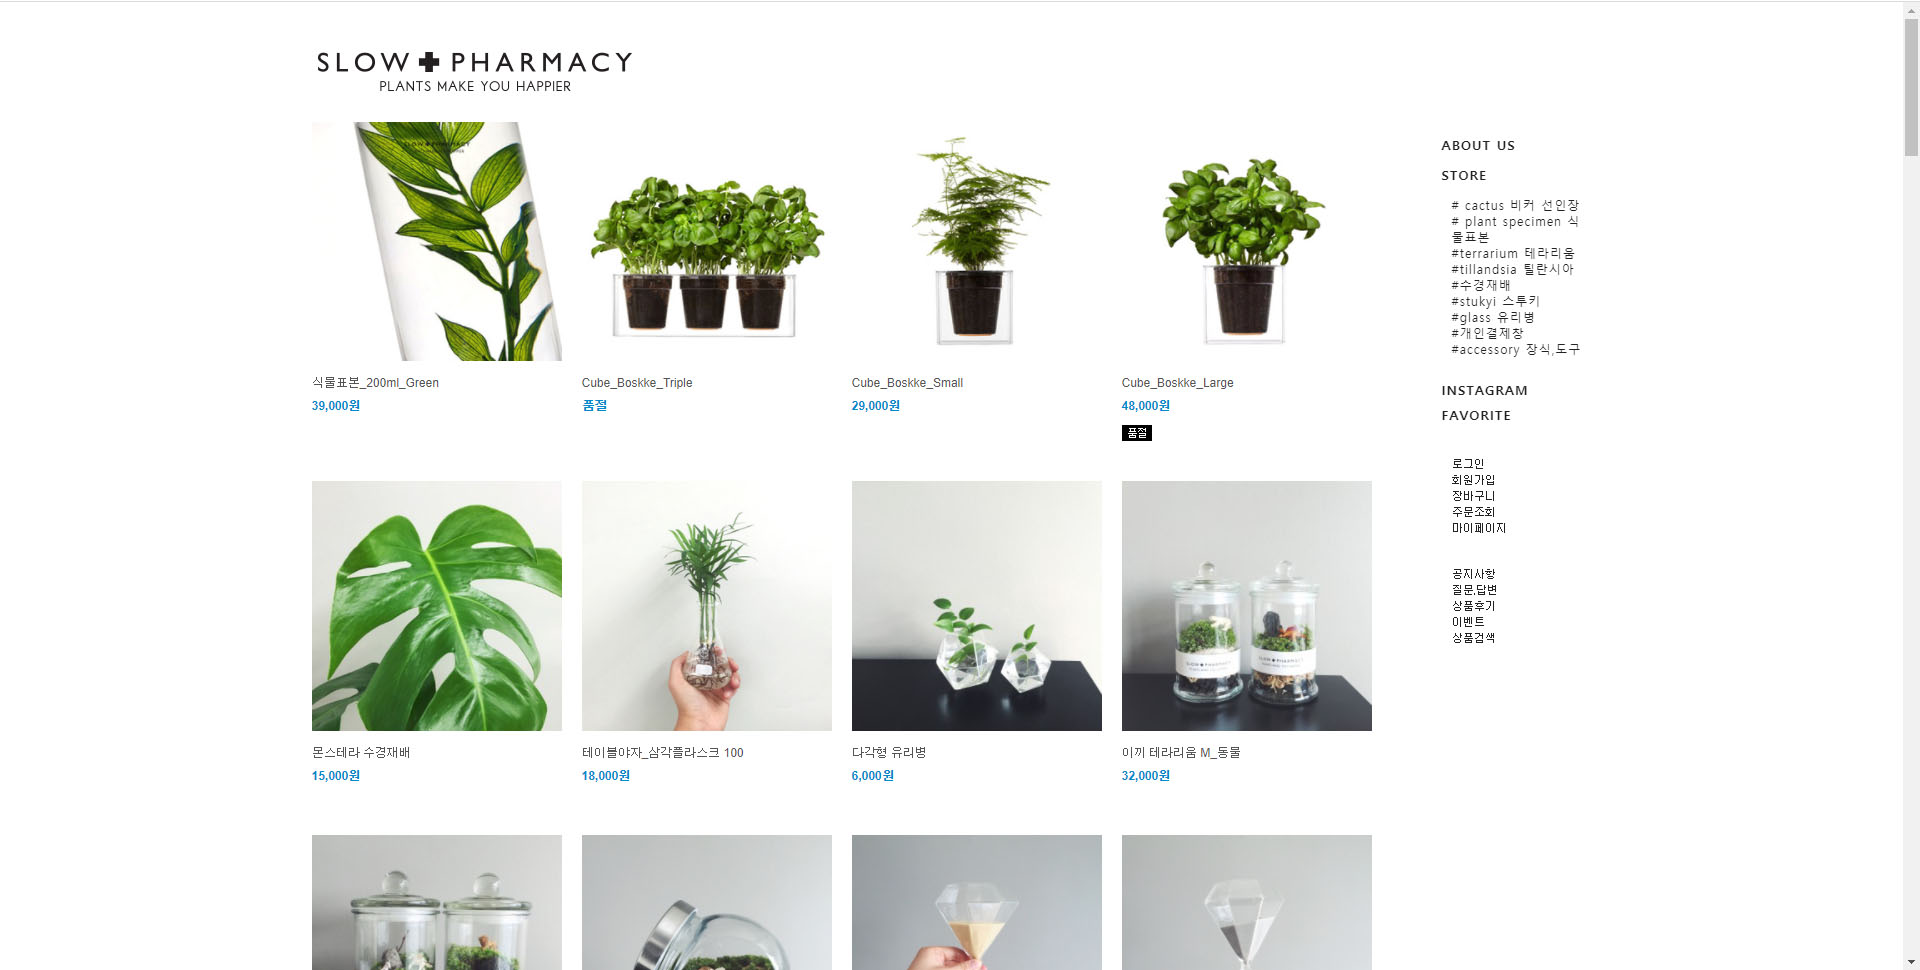 SLOW✚PHARMACY
PLANTS MAKE YOU HAPPIER
SLOW✚PHARMACY
식물표본_200ml_Green
39,000원
Cube_Boskke_Triple
품절
Cube_Boskke_Small
29,000원
Cube_Boskke_Large
48,000원
품절
몬스테라 수경재배
15,000원
테이블야자_삼각플라스크 100
18,000원
다각형 유리병
6,000원
SLOW✚PHARMACY
SLOW✚PHARMACY
이끼 테라리움 M_동물
32,000원
ABOUT US
STORE
# cactus 비커 선인장
# plant specimen 식
물표본
#terrarium 테라리움
#tillandsia 틸란시아
#수경재배
#stukyi 스투키
#glass 유리병
#개인결제창
#accessory 장식,도구
INSTAGRAM
FAVORITE
로그인
회원가입
장바구니
주문조회
마이페이지
공지사항
질문,답변
상품후기
이벤트
상품검색